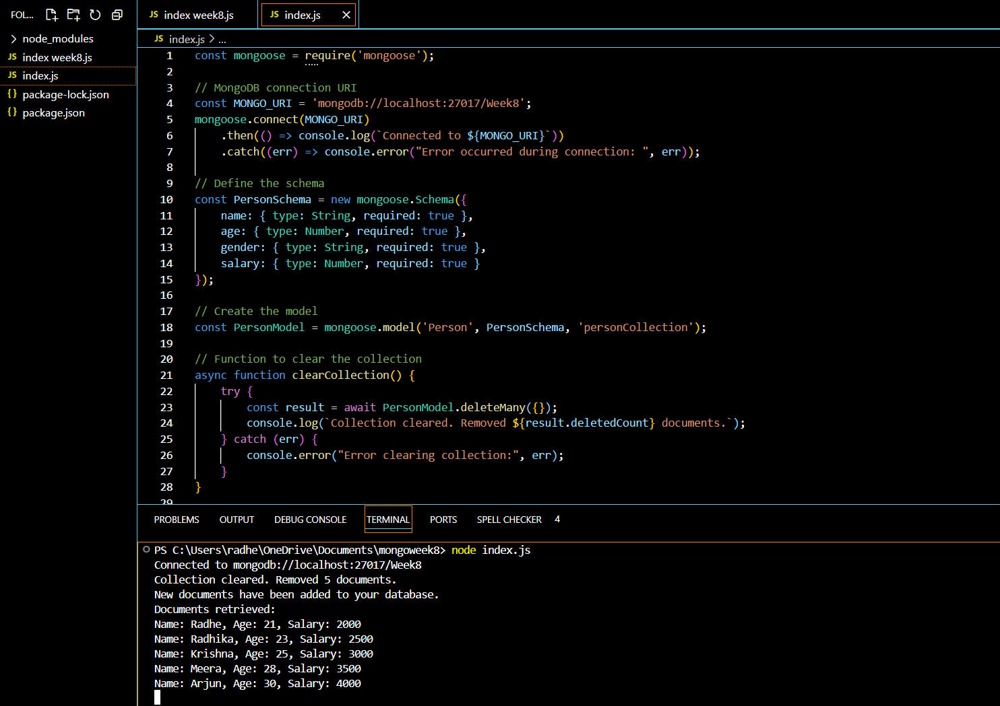 FOL...
node_modules
JS index week8.js
JS index.js
{} package-lock.json
{} package.json
JS index week8.js
JS index.js
JS index.js > ...
1 const mongoose = require('mongoose');
2
3 // MongoDB connection URI
4 const MONGO_URI = 'mongodb://localhost:27017/Week8';
5 mongoose.connect(MONGO_URI)
6     .then(() => console.log(`Connected to ${MONGO_URI}`))
7     .catch((err) => console.error("Error occurred during connection: ", err));
8
9 // Define the schema
10 const PersonSchema = new mongoose.Schema({
11     name: { type: String, required: true },
12     age: { type: Number, required: true },
13     gender: { type: String, required: true },
14     salary: { type: Number, required: true }
15 });
16
17 // Create the model
18 const PersonModel = mongoose.model('Person', PersonSchema, 'personCollection');
19
20 // Function to clear the collection
21 async function clearCollection() {
22     try {
23         const result = await PersonModel.deleteMany({});
24         console.log(`Collection cleared. Removed ${result.deletedCount} documents.`);
25     } catch (err) {
26         console.error("Error clearing collection:", err);
27     }
28 }
29
PROBLEMS OUTPUT DEBUG CONSOLE TERMINAL PORTS SPELL CHECKER 4
PS C:\Users\radhe\OneDrive\Documents\mongoweek8> node index.js
Connected to mongodb://localhost:27017/Week8
Collection cleared. Removed 5 documents.
New documents have been added to your database.
Documents retrieved:
Name: Radhe, Age: 21, Salary: 2000
Name: Radhika, Age: 23, Salary: 2500
Name: Krishna, Age: 25, Salary: 3000
Name: Meera, Age: 28, Salary: 3500
Name: Arjun, Age: 30, Salary: 4000